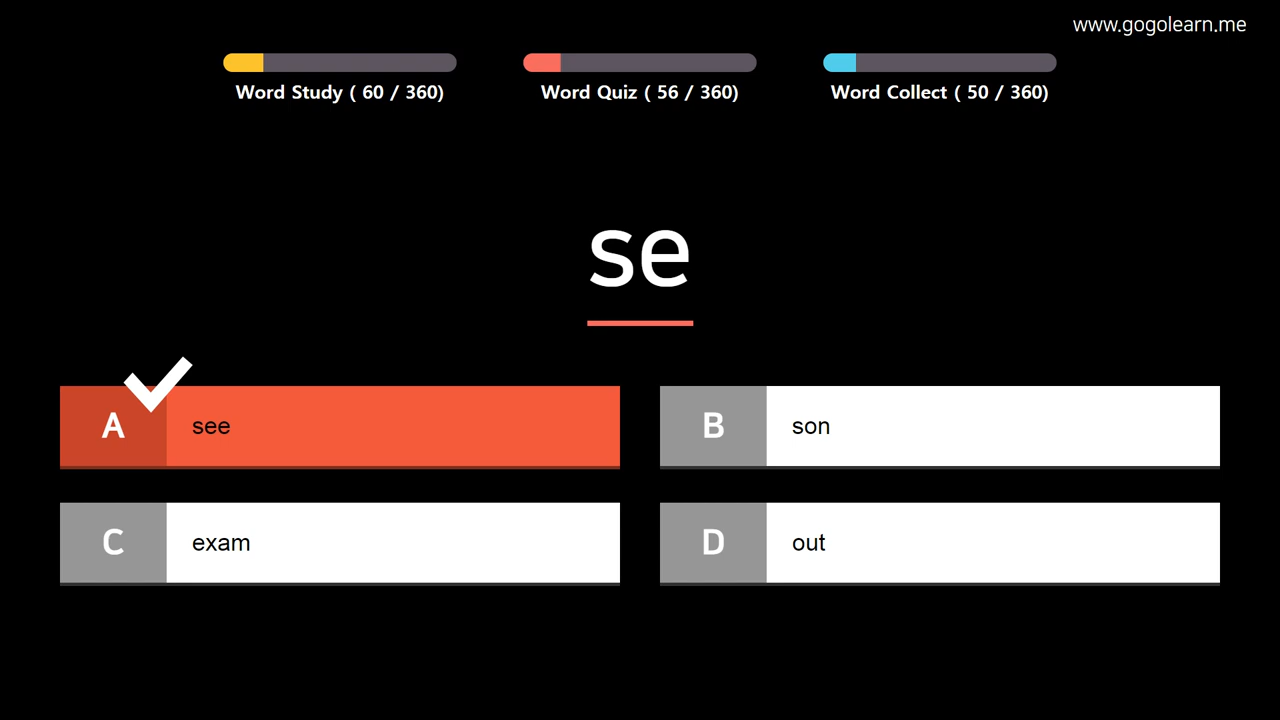 www.gogolearn.me
Word Study ( 60 / 360)
Word Quiz ( 56 / 360)
Word Collect ( 50 / 360)
se
A see
B son
C exam
D out